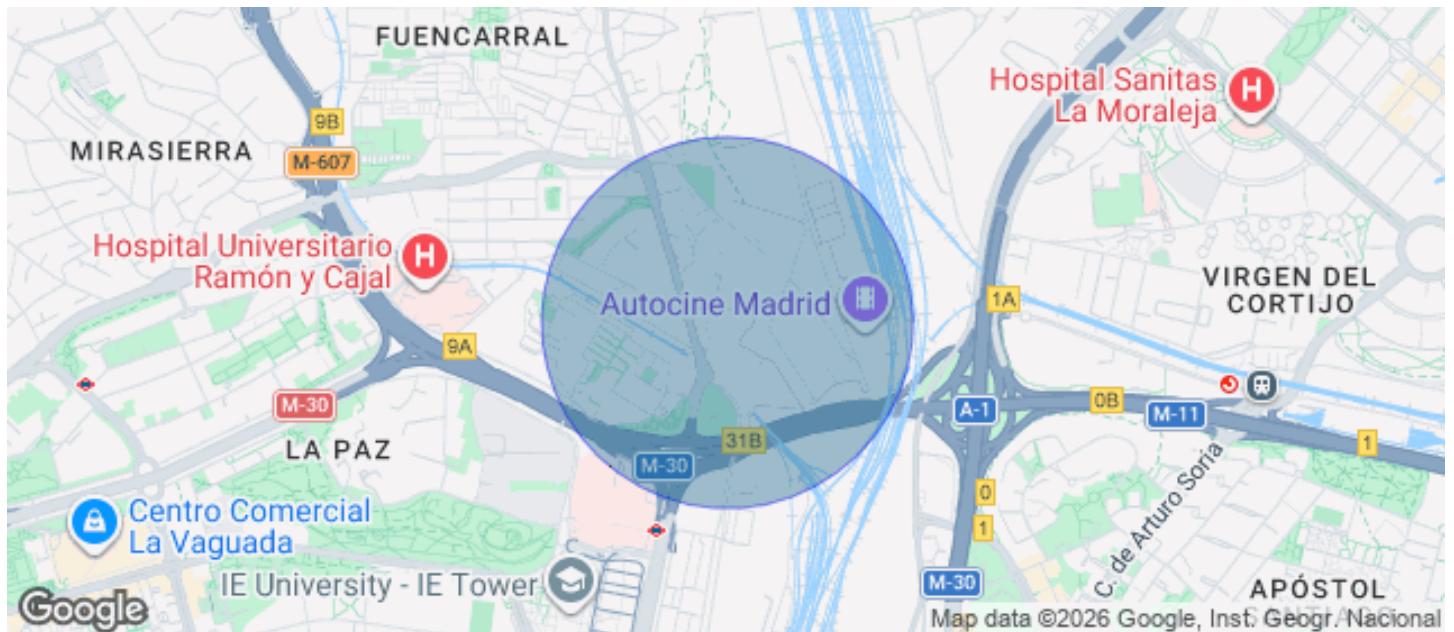 FUENCARRAL
Hospital Sanitas
La Moraleja
H
9B
MIRASIERRA
M-607
Hospital Universitario
Ramón y Cajal
H
VIRGEN DEL
CORTIJO
Autocine Madrid
1A
9A
M-30
A-1
0B
M-11
31B
1
LA PAZ
M-30
0
1
C. de Arturo Soria
Centro Comercial
La Vaguada
IE University - IE Tower
M-30
APÓSTOL
SANTIAGO
Google
Map data ©2026 Google, Inst. Geogr. Nacional